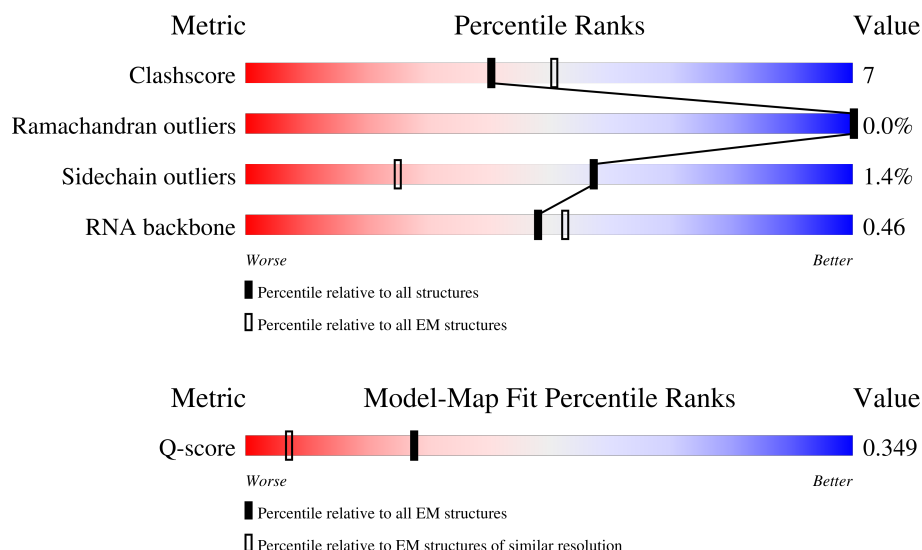 Metric Percentile Ranks Value
Clashscore 7
Ramachandran outliers 0.0%
Sidechain outliers 1.4%
RNA backbone 0.46
Worse Better
Percentile relative to all structures
Percentile relative to all EM structures
Metric Model-Map Fit Percentile Ranks Value
Q-score 0.349
Worse Better
Percentile relative to all EM structures
Percentile relative to EM structures of similar resolution